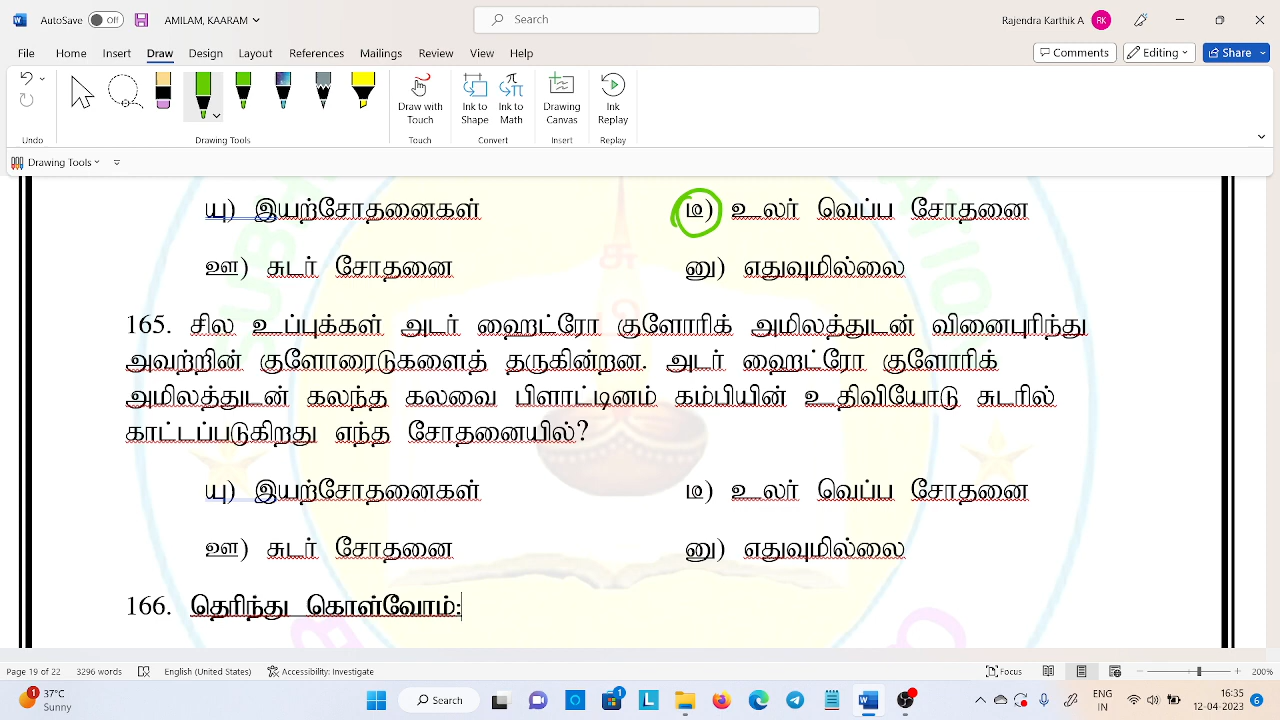 AutoSave Off AMILAM, KAARAM Search Rajendra Karthik A RK
File Home Insert Draw Design Layout References Mailings Review View Help Comments Editing Share
Undo Drawing Tools Draw with Touch Touch Ink to Shape Ink to Math Convert Drawing Canvas Insert Ink Replay Replay
Drawing Tools
யு) இயற்சோதனைகள் டீ) உலர் வெப்ப சோதனை
ஊ) சுடர் சோதனை னு) எதுவுமில்லை
165. சில உப்புக்கள் அடர் ஹைட்ரோ குளோரிக் அமிலத்துடன் வினைபுரிந்து
அவற்றின் குளோரைடுகளைத் தருகின்றன. அடர் ஹைட்ரோ குளோரிக்
அமிலத்துடன் கலந்த கலவை பிளாட்டினம் கம்பியின் உதிவியோடு சுடரில்
காட்டப்படுகிறது எந்த சோதனையில்?
யு) இயற்சோதனைகள் டீ) உலர் வெப்ப சோதனை
ஊ) சுடர் சோதனை னு) எதுவுமில்லை
166. தெரிந்து கொள்வோம்:
Page 19 of 22 3296 words English (United States) Accessibility: Investigate Focus 200%
1 37°C Sunny Search 1 ENG IN 16:35 12-04-2023 6